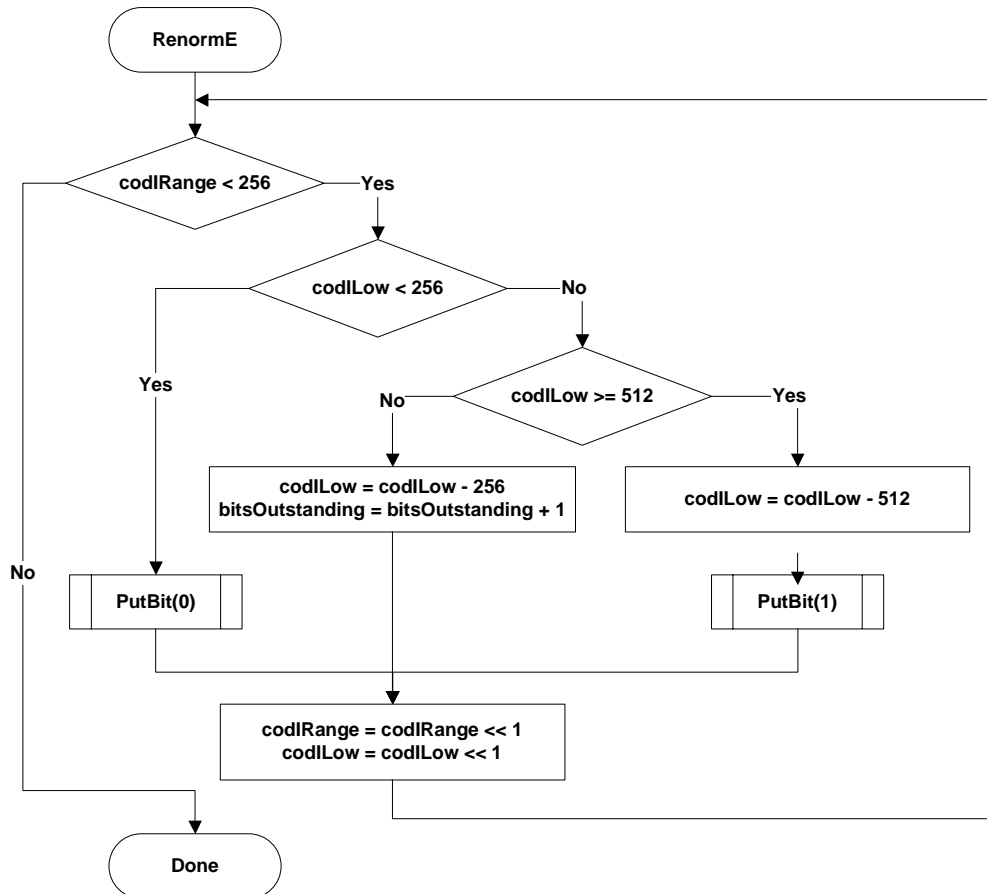 RenormE
codIRange < 256
Yes
codILow < 256
No
codILow >= 512
Yes
No
Yes
codILow = codILow - 256
bitsOutstanding = bitsOutstanding + 1
codILow = codILow - 512
No
PutBit(0)
PutBit(1)
codIRange = codIRange << 1
codILow = codILow << 1
Done